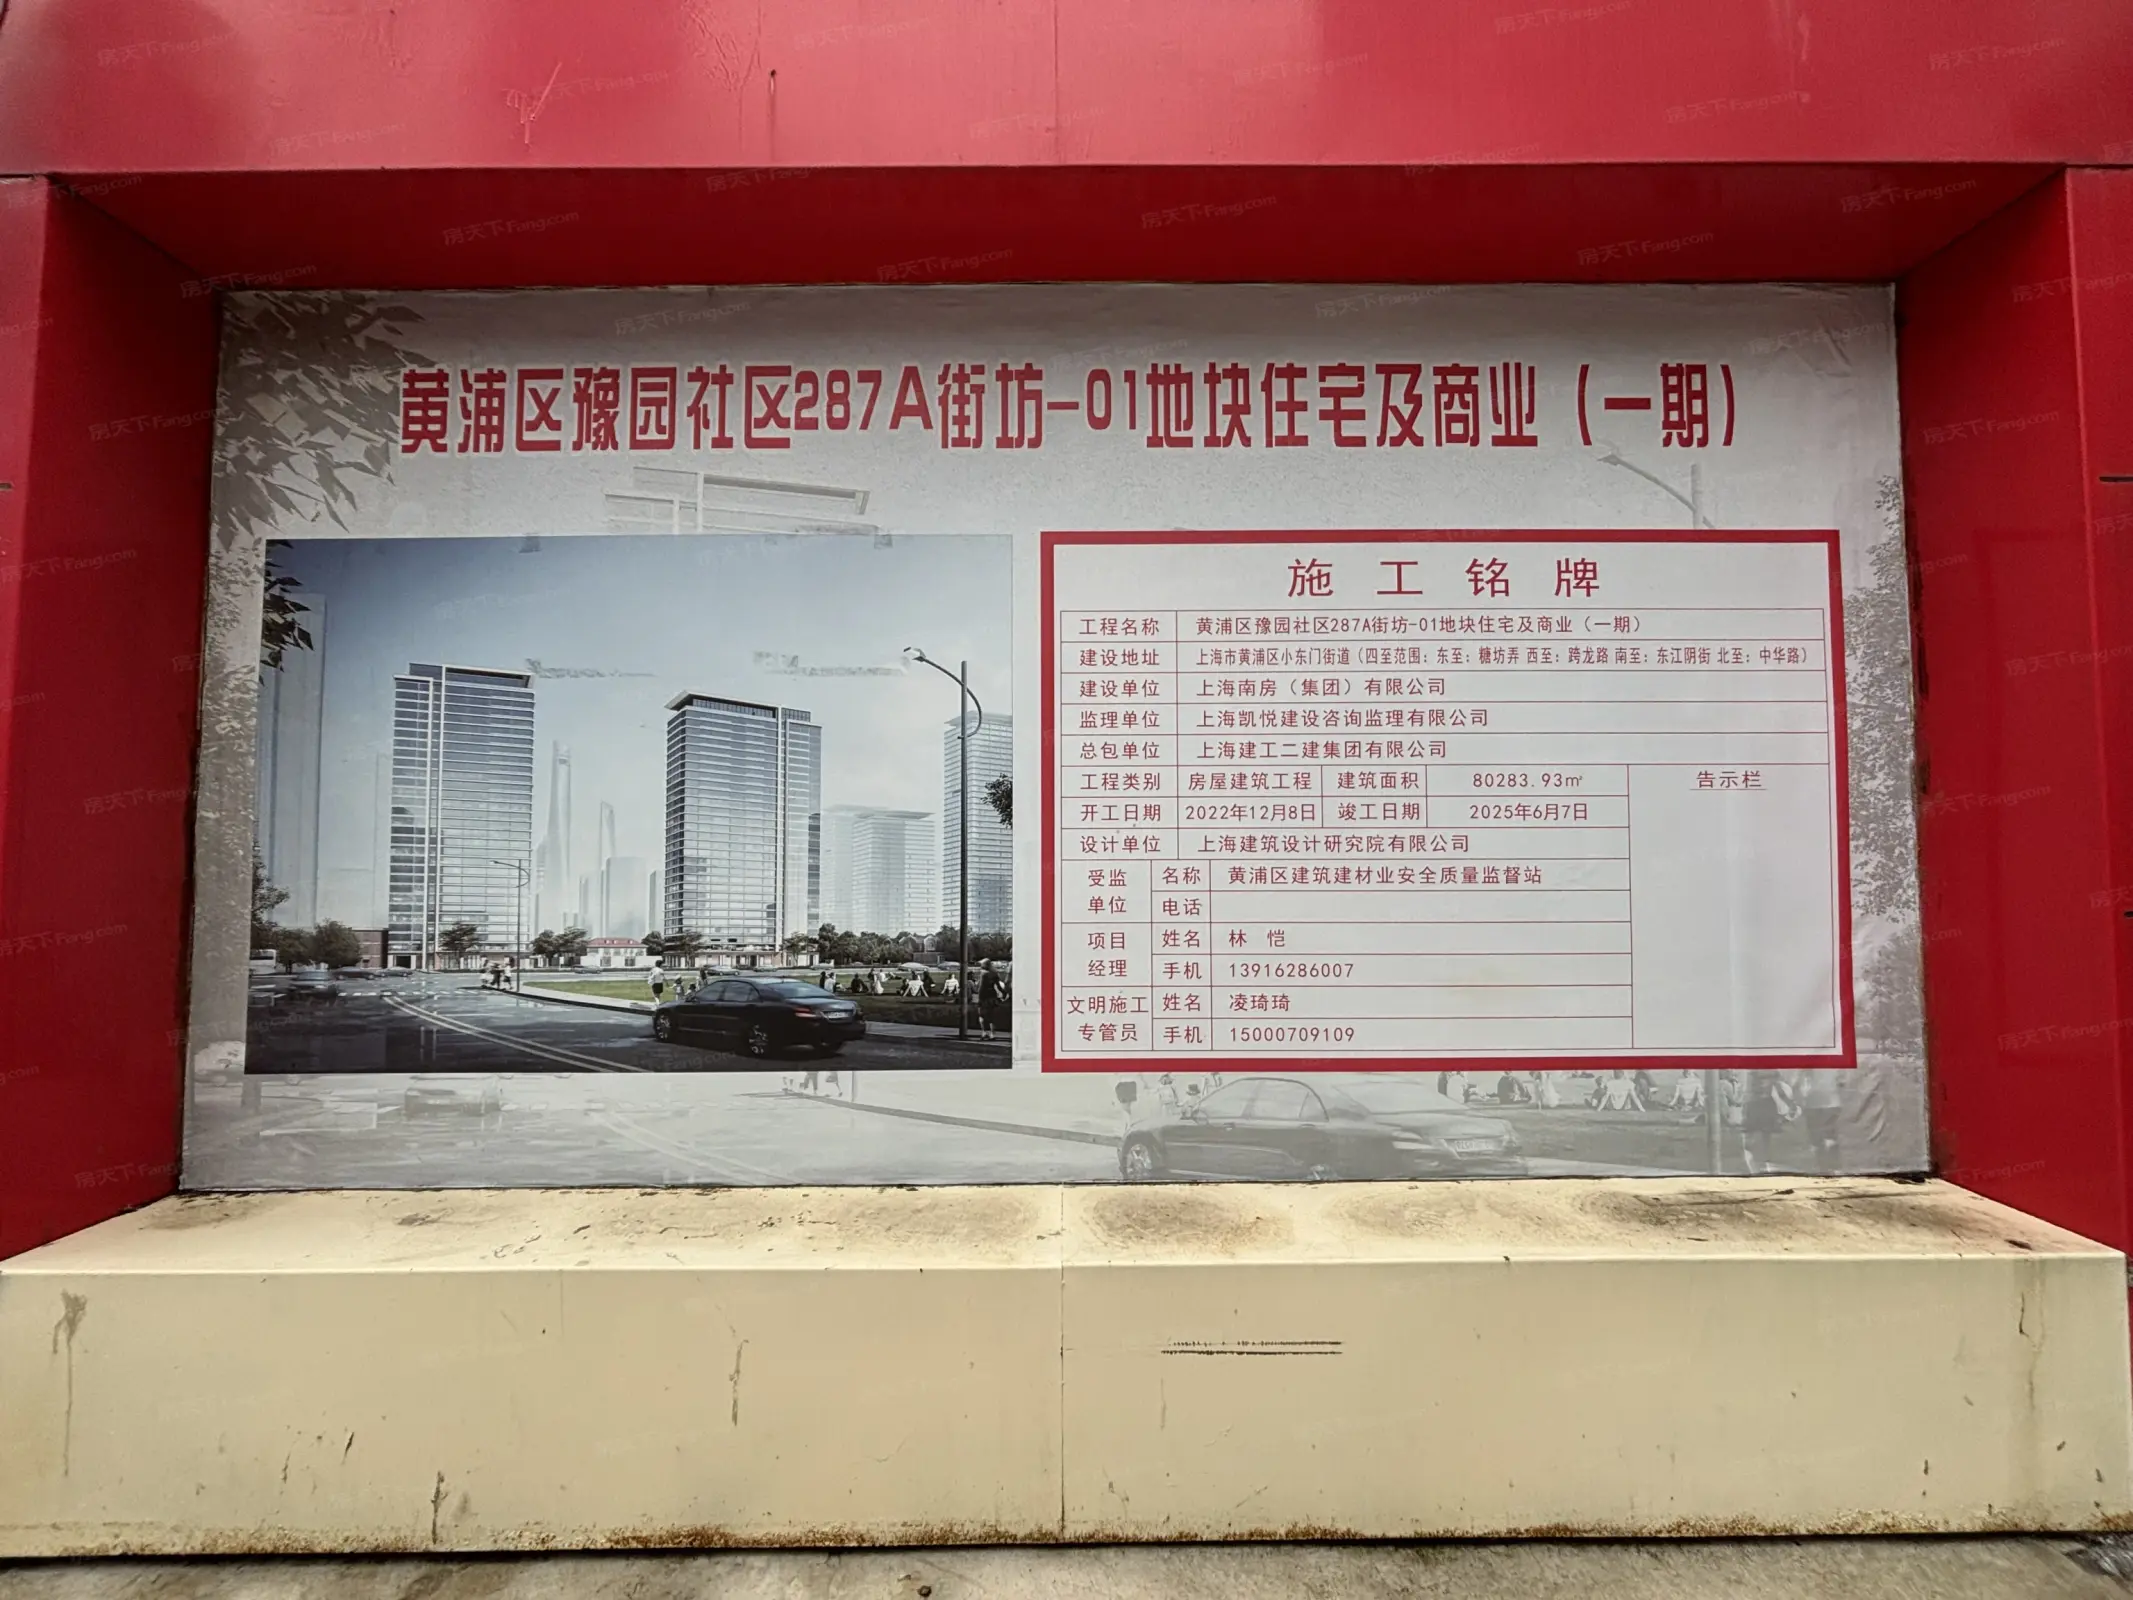 黄浦区豫园社区287A街坊-01地块住宅及商业（一期）
施工铭牌
工程名称 黄浦区豫园社区287A街坊-01地块住宅及商业（一期）
建设地址 上海市黄浦区小东门街道（四至范围：东至：糖坊弄 西至：跨龙路 南至：东江阴街 北至：中华路）
建设单位 上海南房（集团）有限公司
监理单位 上海凯悦建设咨询监理有限公司
总包单位 上海建工二建集团有限公司
工程类别 房屋建筑工程 建筑面积 80283.93㎡ 告示栏
开工日期 2022年12月8日 竣工日期 2025年6月7日
设计单位 上海建筑设计研究院有限公司
受监单位 名称 黄浦区建筑建材业安全质量监督站
电话
项目经理 姓名 林 恺
手机 13916286007
文明施工专管员 姓名 凌琦琦
手机 15000709109
房天下Fang.com